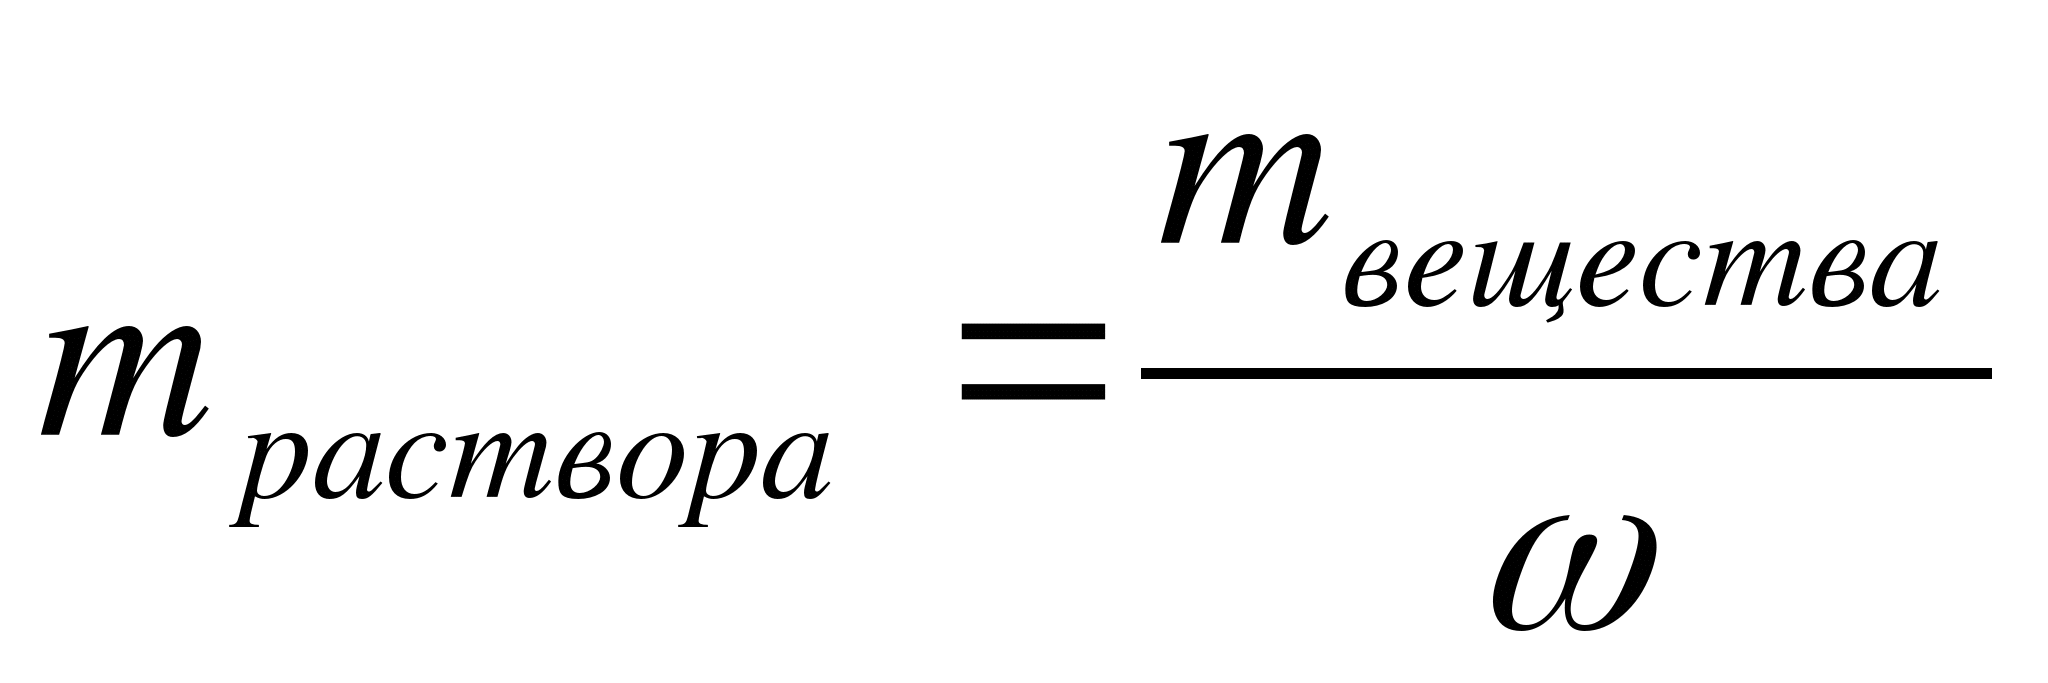 m раствора = m вещества / ω